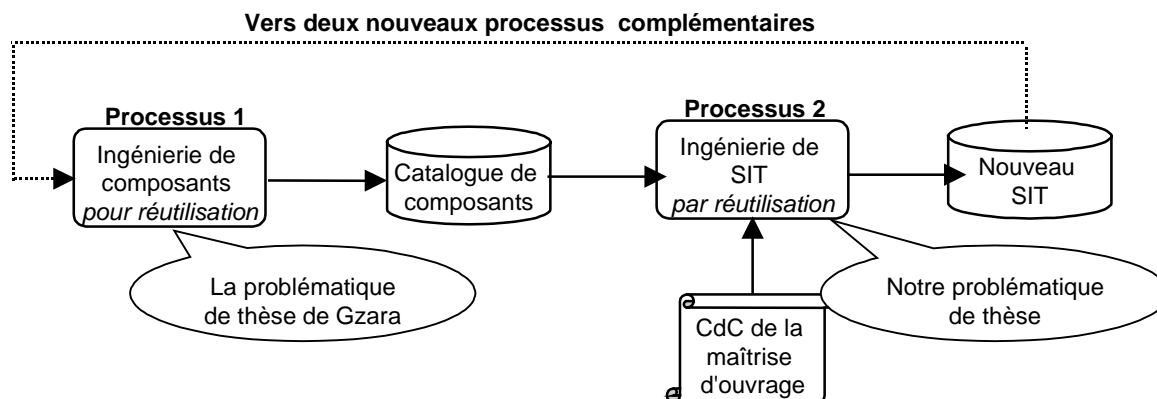 Vers deux nouveaux processus  complémentaires
Processus 1
Ingénierie de
composants
pour réutilisation
Catalogue de
composants
Processus 2
Ingénierie de
SIT
par réutilisation
Nouveau
SIT
La problématique
de thèse de Gzara
CdC de la
maîtrise
d'ouvrage
Notre problématique
de thèse